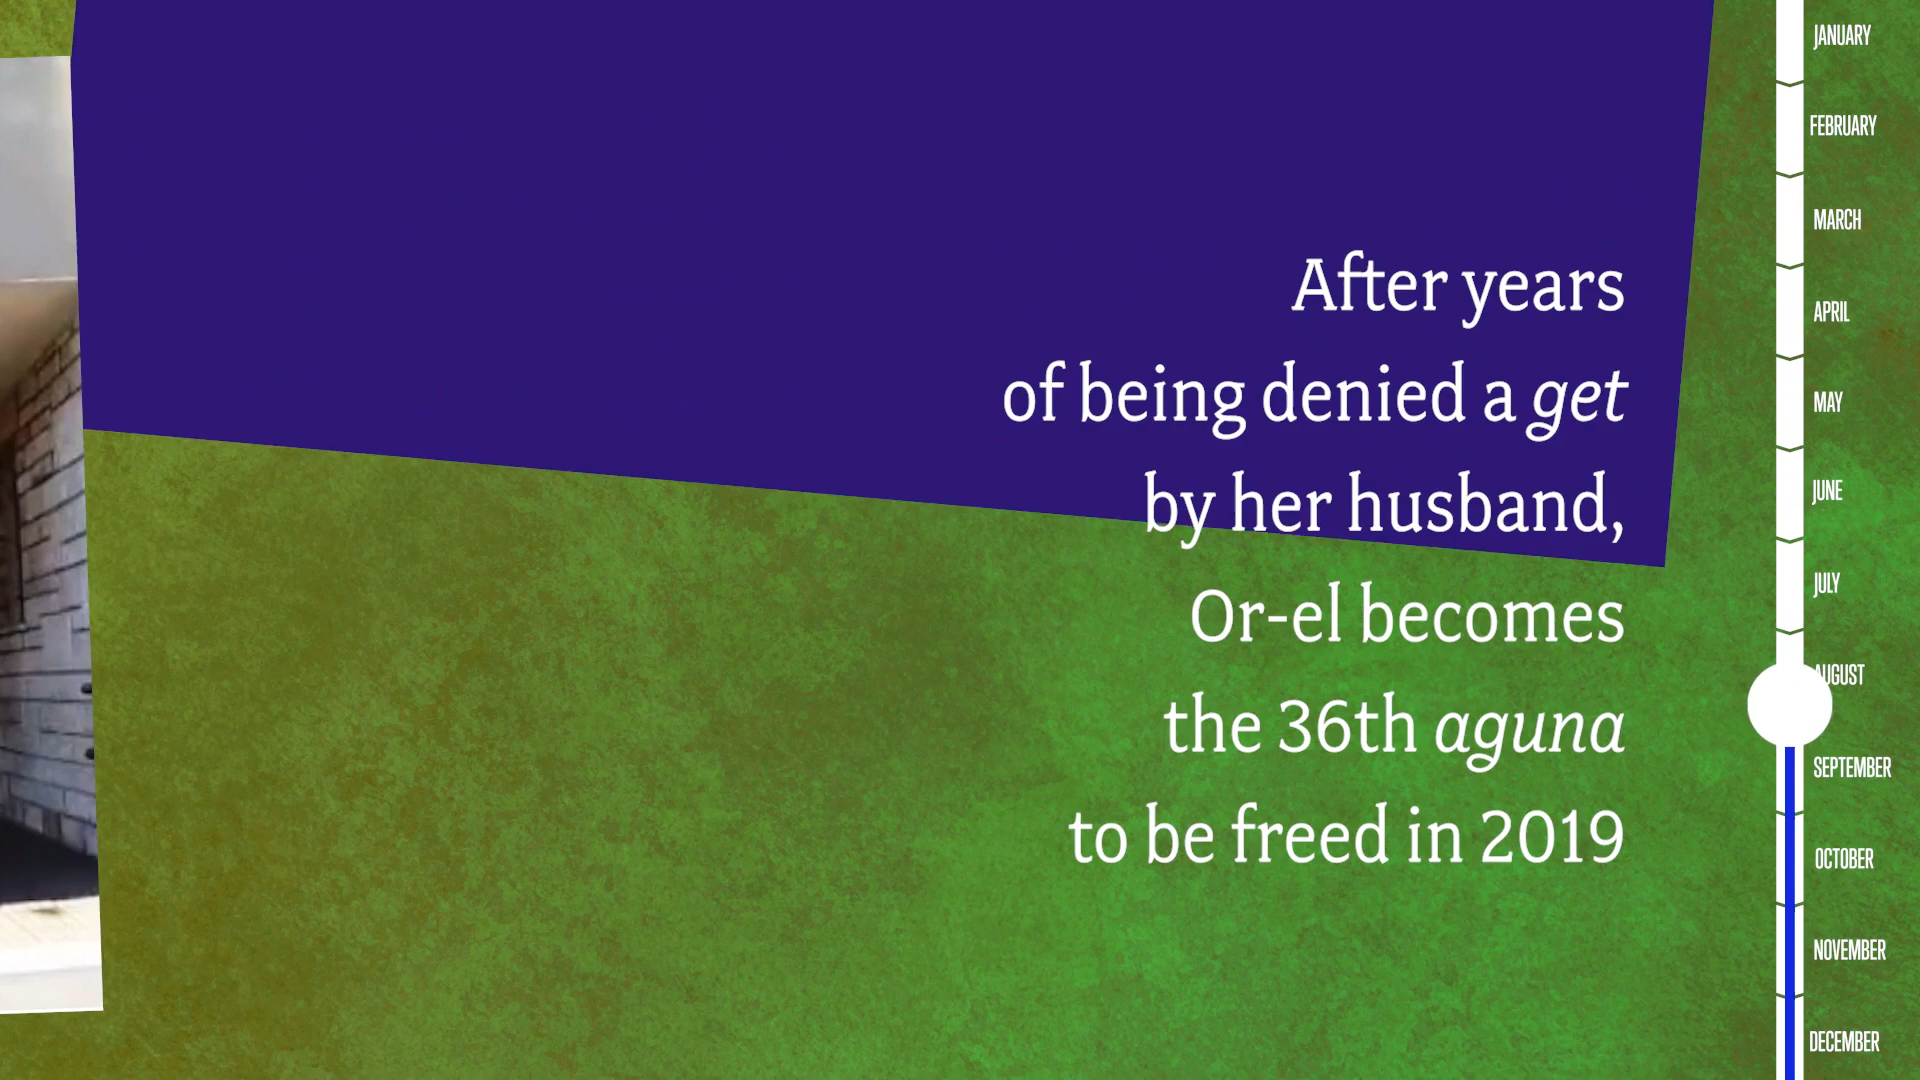 After years
of being denied a get
by her husband,
Or-el becomes
the 36th aguna
to be freed in 2019
JANUARY
FEBRUARY
MARCH
APRIL
MAY
JUNE
JULY
AUGUST
SEPTEMBER
OCTOBER
NOVEMBER
DECEMBER